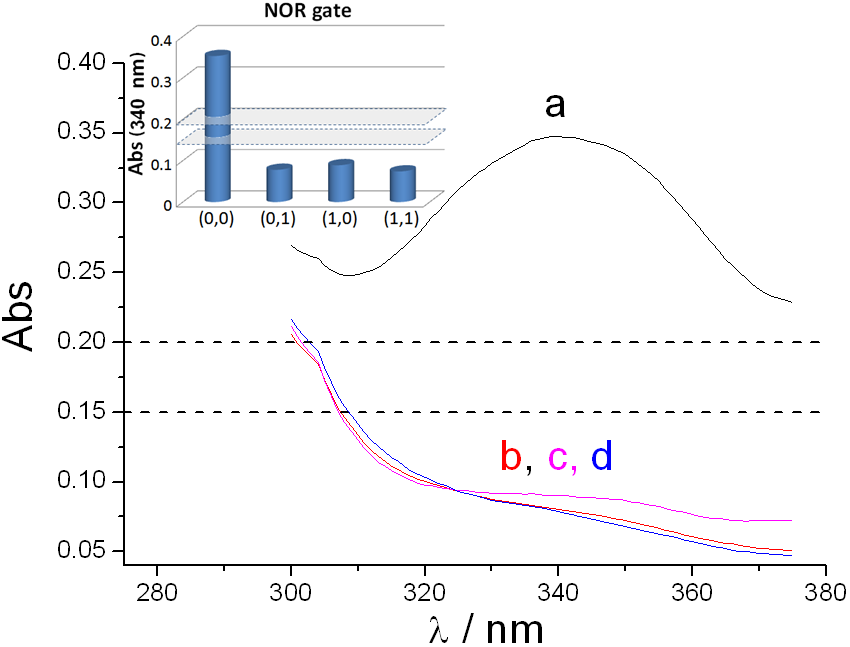 NOR gate
Abs (340 nm)
0.4
0.3
0.2
0.1
0
(0,0) (0,1) (1,0) (1,1)
Abs
0.40
0.35
0.30
0.25
0.20
0.15
0.10
0.05
a
b, c, d
280 300 320 340 360 380
λ / nm